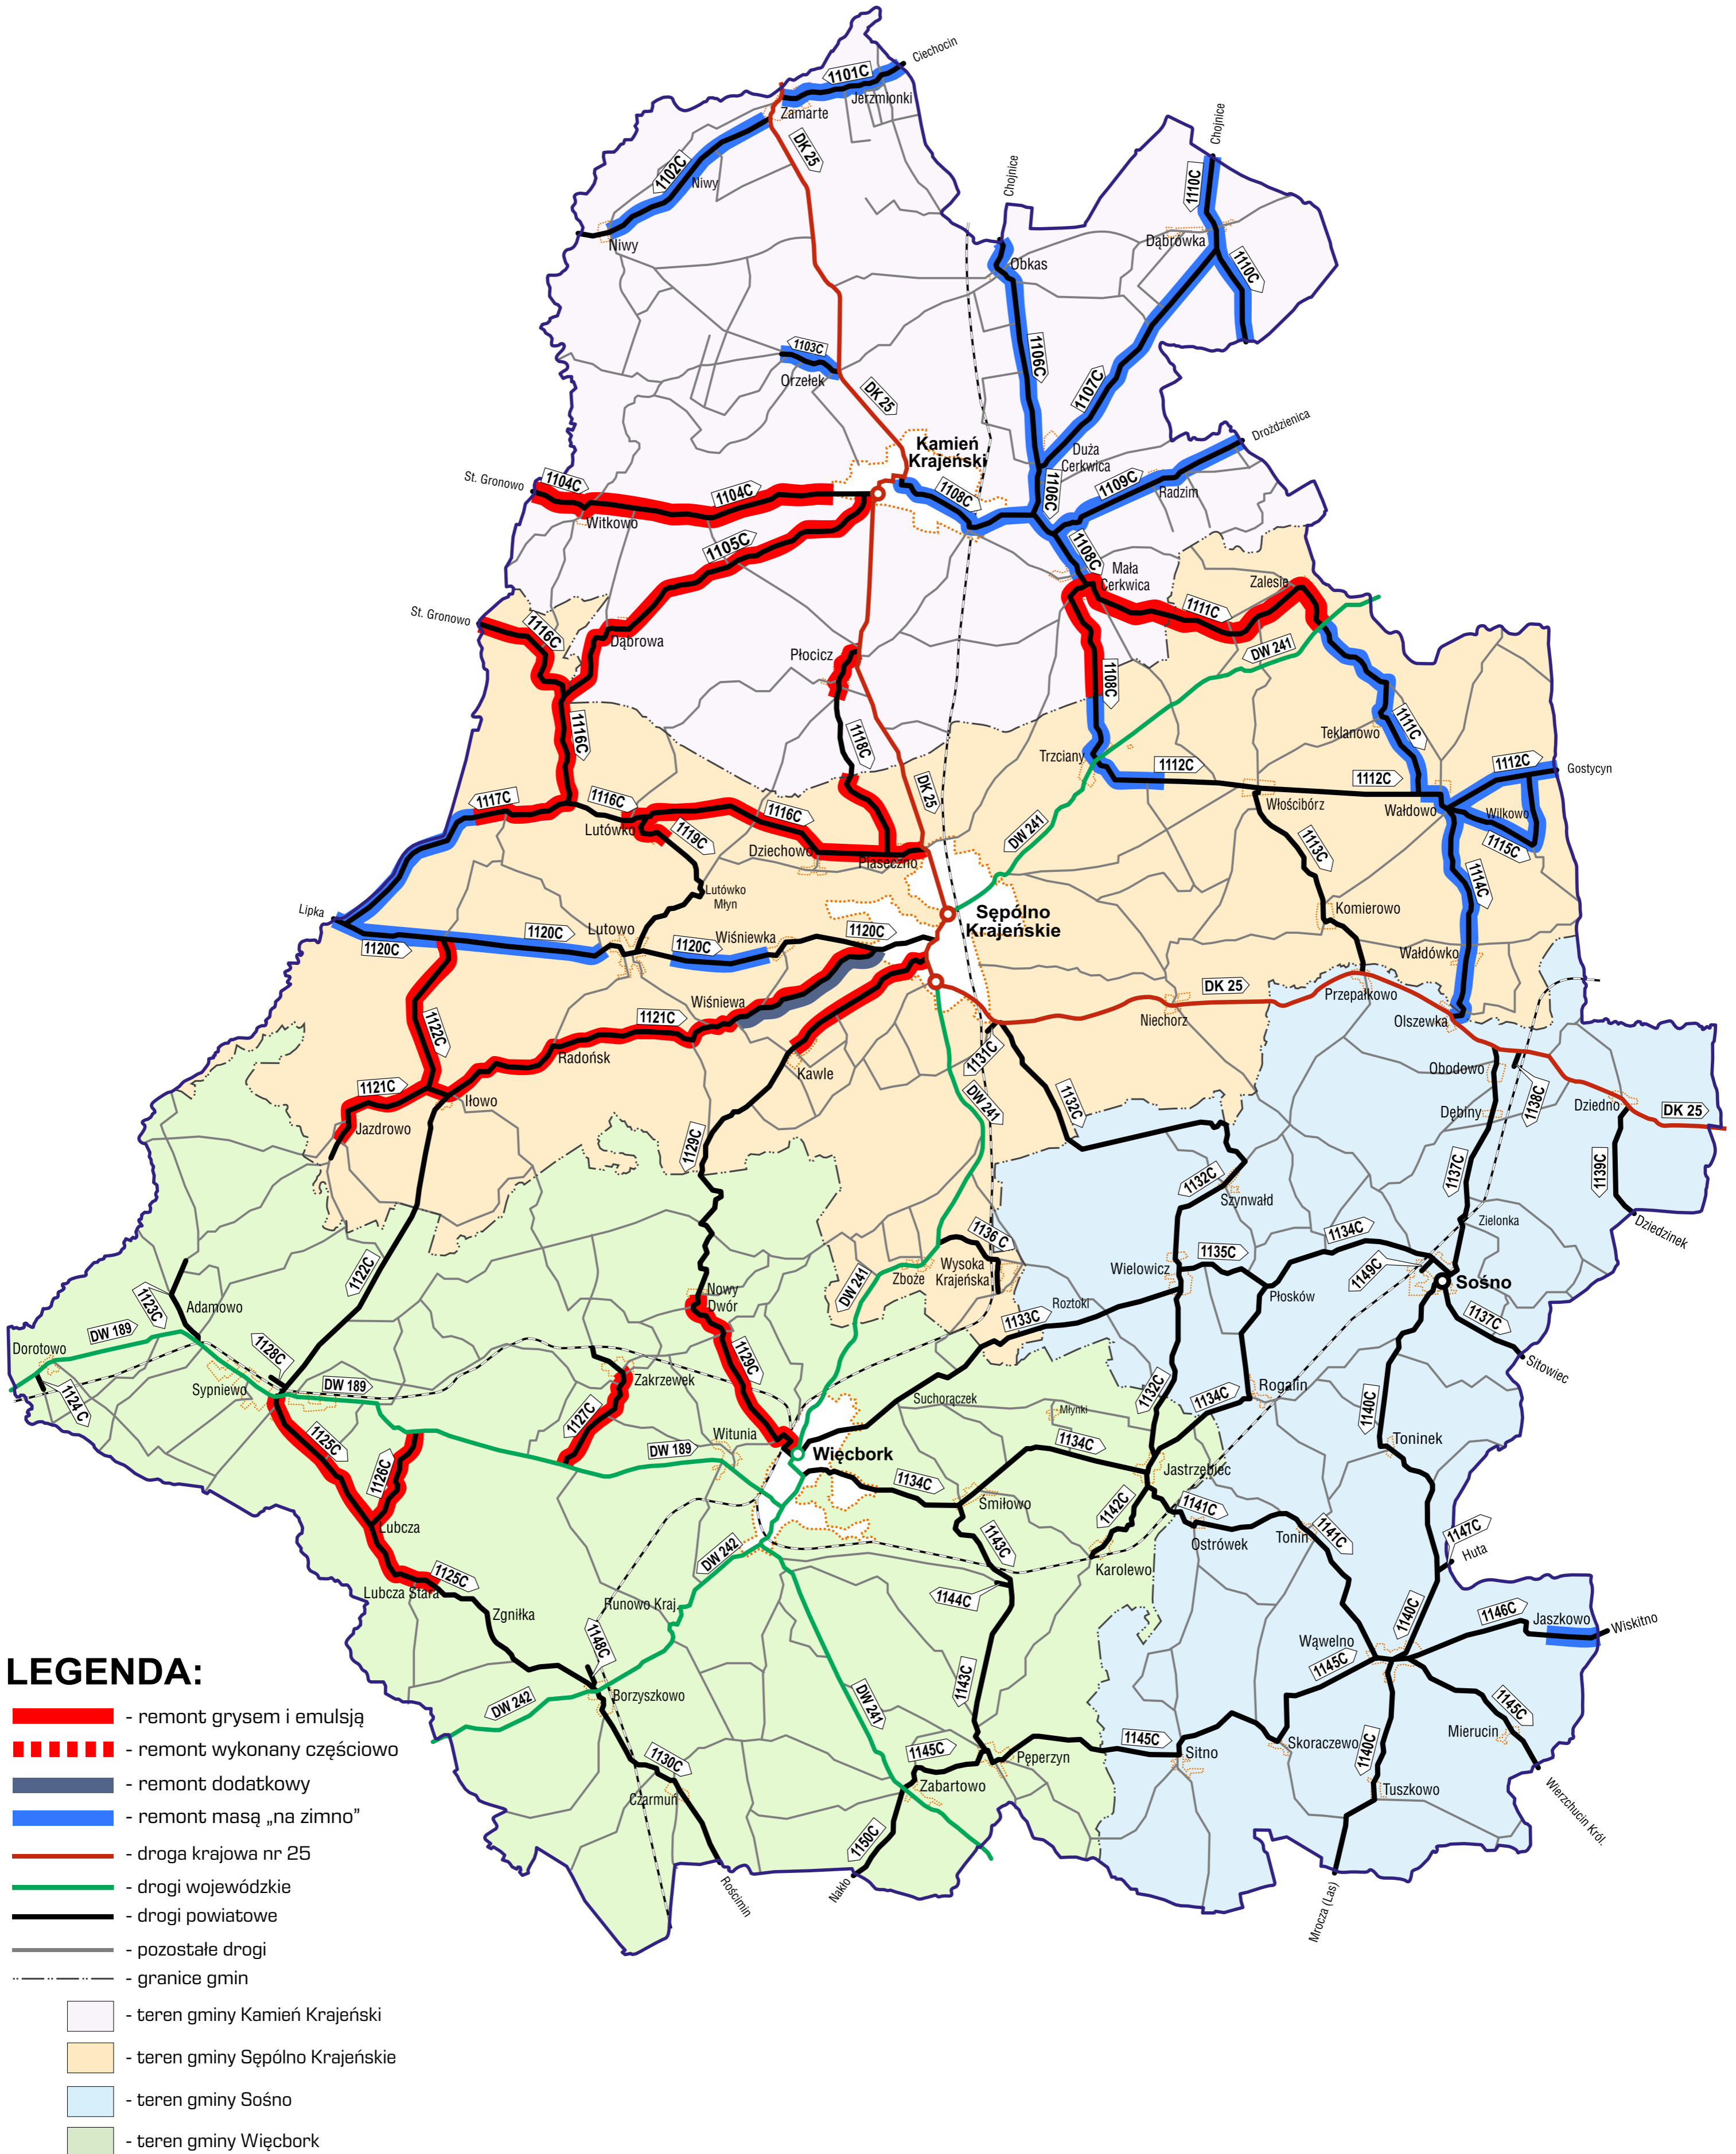 Ciechocin
1101C
Jerzmionki
Zamarte
DK 25
1102C
Niwy
Niwy
Chojnice
Chojnice
1110C
Dąbrówka
1110C
Obkas
1103C
Orzełek
1106C
1107C
DK 25
Kamień
Krajeński
Duża
Cerkwica
Drożdzienica
St. Gronowo
1104C
1104C
Witkowo
1108C
1106C
1109C
Radzim
1105C
1108C
Mała
Cerkwica
Zalesie
1111C
St. Gronowo
1116C
Dąbrowa
Płocicz
DW 241
1108C
1116C
1118C
Teklanowo
1111C
Trzciany
1112C
1112C
1112C
Gostycyn
DK 25
Włościbórz
Wałdowo
Wilkowo
1117C
1116C
Lutówko
1116C
1119C
Dziechowo
Piaseczno
DW 241
1113C
1115C
1114C
Lutówko
Młyn
Lipka
Sępólno
Krajeńskie
Komierowo
1120C
1120C
Lutowo
1120C
Wiśniewka
1120C
Wałdówko
Wiśniewa
1121C
DK 25
Niechorz
Przepałkowo
Olszewka
1122C
Radońsk
Kawle
1131C
Obodowo
1121C
Iłowo
1132C
DW 241
1138C
Dziedno
DK 25
Dębiny
Jazdrowo
1129C
1132C
1137C
1139C
Szynwałd
Zielonka
Dziedzinek
1136 C
1134C
Wysoka
Krajeńska
Zboże
1135C
Wielowicz
1149C
Sośno
1122C
DW 241
Nowy
Dwór
Roztoki
Płosków
1123C
Adamowo
1133C
1137C
DW 189
Dorotowo
1128C
1129C
Sitowiec
Sypniewo
DW 189
Zakrzewek
1124 C
Suchorączek
Młynki
1132C
Rogalin
1134C
1140C
1125C
1127C
Witunia
DW 189
Więcbork
1134C
Toninek
1126C
1134C
Jastrzębiec
Śmiłowo
1142C
1141C
Lubcza
1143C
Ostrówek
Tonin
1141C
1147C
Huta
DW 242
Karolewo
Lubcza Stara
1125C
1144C
Zgniłka
Runowo Kraj.
1140C
1146C
Jaszkowo
Wiskitno
1148C
Wąwelno
1145C
1143C
DW 242
Borzyszkowo
DW 241
1145C
Mierucin
1145C
1145C
Skoraczewo
1140C
1130C
Pęperzyn
Sitno
Zabartowo
Czarmuń
Tuszkowo
Wierzchucin Król.
1150C
Rościmin
Nakło
Mrocza (Las)
LEGENDA:
- remont grysem i emulsją
- remont wykonany częściowo
- remont dodatkowy
- remont masą „na zimno”
- droga krajowa nr 25
- drogi wojewódzkie
- drogi powiatowe
- pozostałe drogi
- granice gmin
- teren gminy Kamień Krajeński
- teren gminy Sępólno Krajeńskie
- teren gminy Sośno
- teren gminy Więcbork